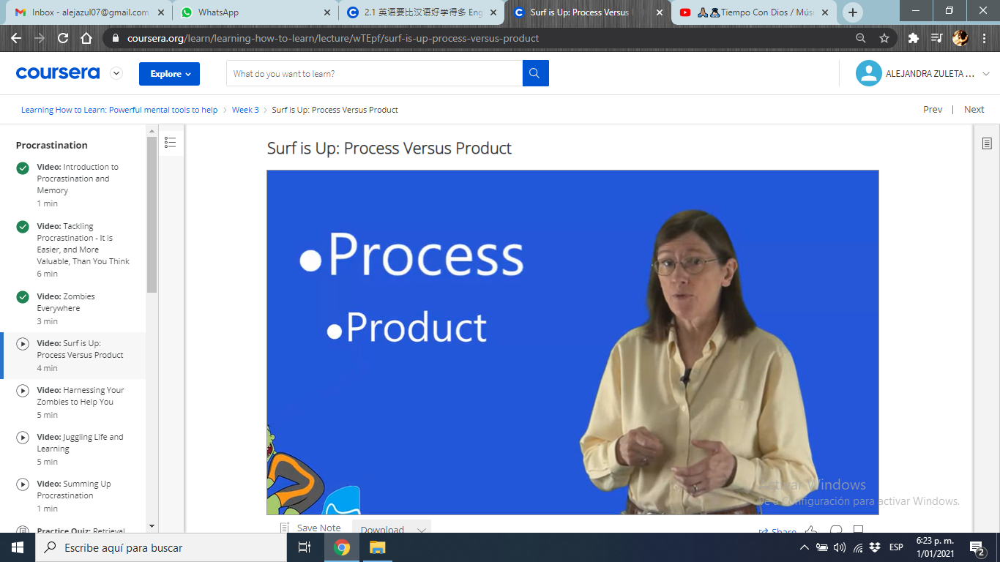 Inbox - alejazul07@gmail.com
WhatsApp
2.1 英语要比汉语好学得多 Eng
Surf is Up: Process Versus
Tiempo Con Dios / Músi
coursera.org/learn/learning-how-to-learn/lecture/wTEpf/surf-is-up-process-versus-product
coursera
Explore
What do you want to learn?
ALEJANDRA ZULETA ...
Learning How to Learn: Powerful mental tools to help > Week 3 > Surf is Up: Process Versus Product
Prev | Next
Procrastination
Video: Introduction to
Procrastination and
Memory
1 min
Video: Tackling
Procrastination - It is
Easier, and More
Valuable, Than You Think
6 min
Video: Zombies
Everywhere
3 min
Video: Surf is Up:
Process Versus Product
4 min
Video: Harnessing Your
Zombies to Help You
5 min
Video: Juggling Life and
Learning
5 min
Video: Summing Up
Procrastination
1 min
Practice Quiz: Retrieval
Surf is Up: Process Versus Product
•Process
•Product
Activar Windows
Ve a Configuración para activar Windows.
Save Note
Download
Share
Escribe aquí para buscar
ESP
6:23 p. m.
1/01/2021
2